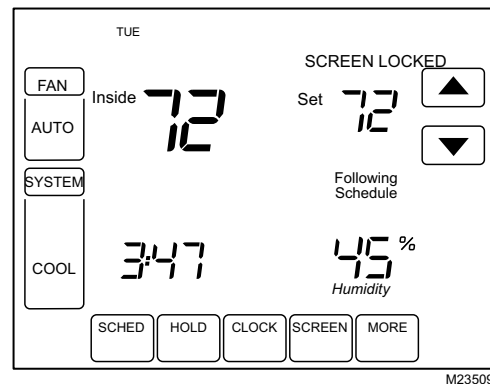 TUE
SCREEN LOCKED
FAN
AUTO
Inside 72
Set 72
SYSTEM
COOL
Following
Schedule
3:47
45%
Humidity
SCHED HOLD CLOCK SCREEN MORE
M23509